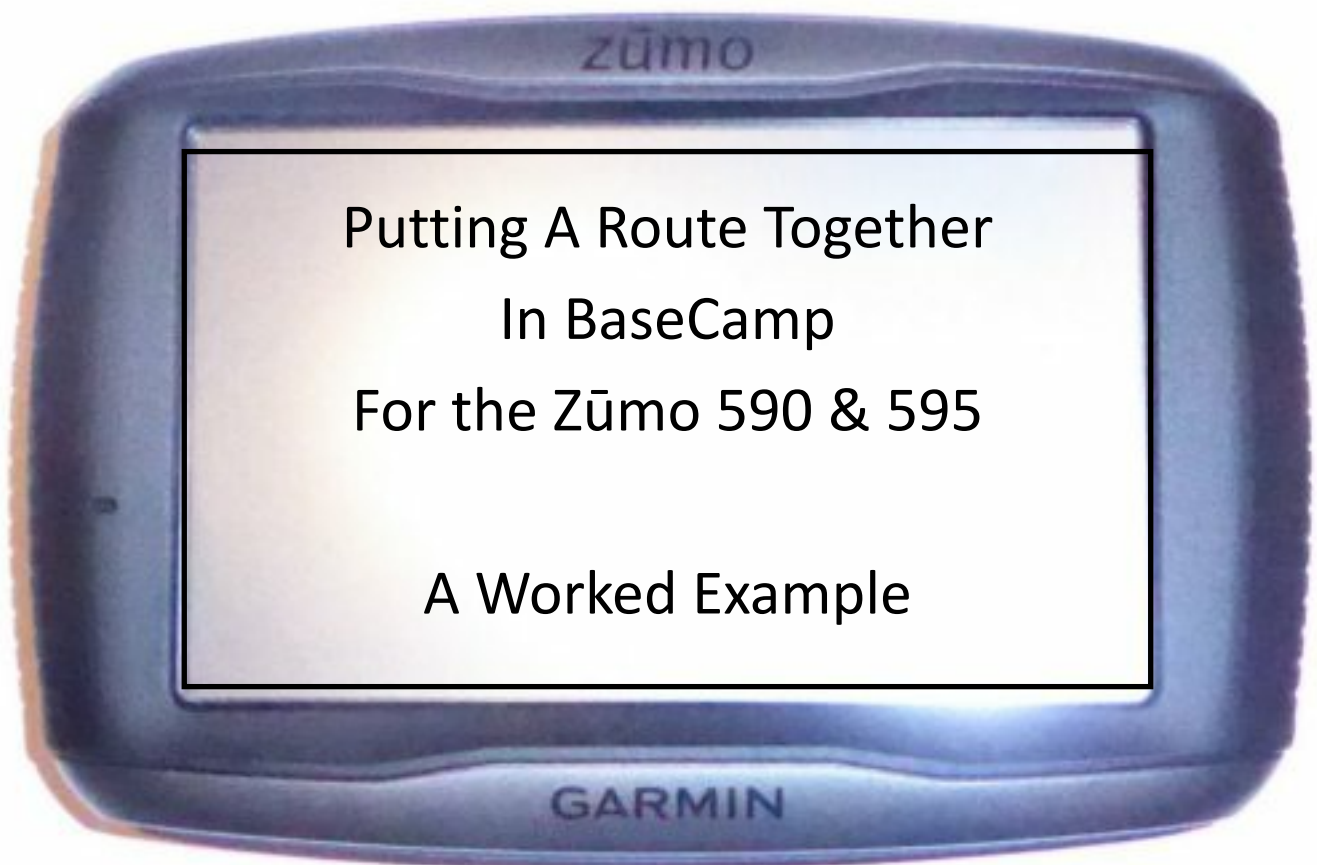 zūmo
Putting A Route Together
In BaseCamp
For the Zūmo 590 & 595
A Worked Example
GARMIN